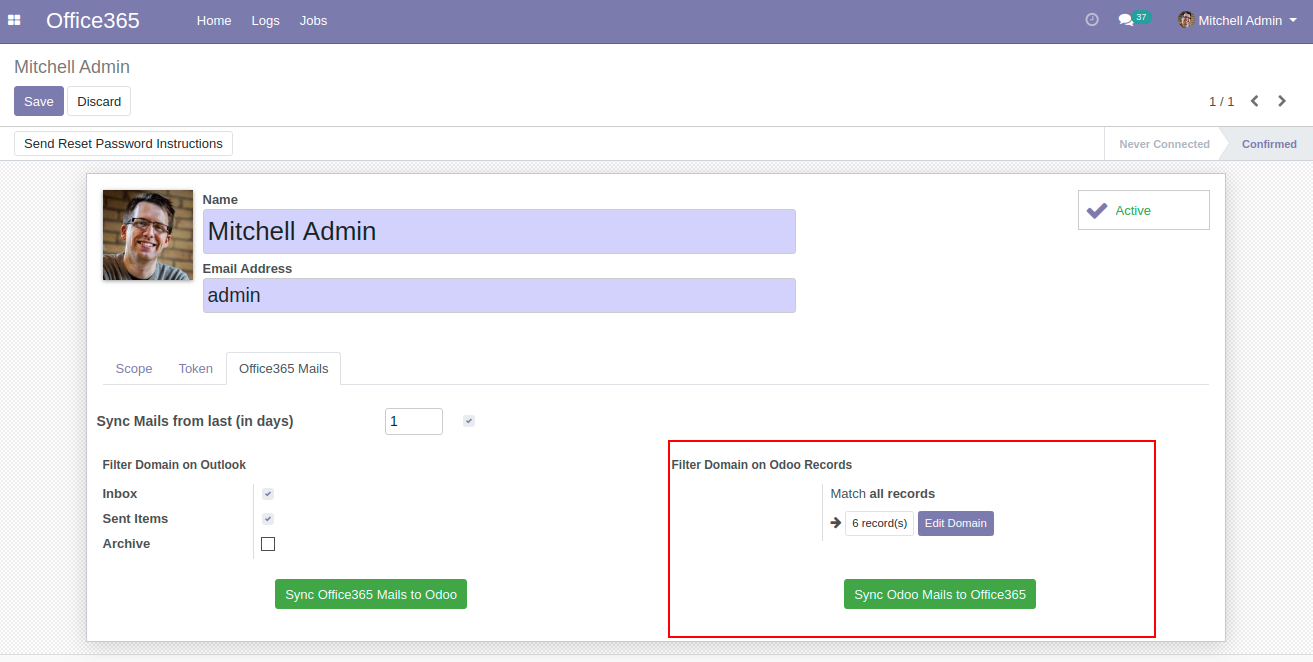 Office365 Home Logs Jobs 37 Mitchell Admin
Mitchell Admin
Save Discard 1 / 1
Send Reset Password Instructions Never Connected Confirmed
Name
Mitchell Admin
Active
Email Address
admin
Scope Token Office365 Mails
Sync Mails from last (in days) 1
Filter Domain on Outlook
Inbox
Sent Items
Archive
Sync Office365 Mails to Odoo
Filter Domain on Odoo Records
Match all records
6 record(s) Edit Domain
Sync Odoo Mails to Office365